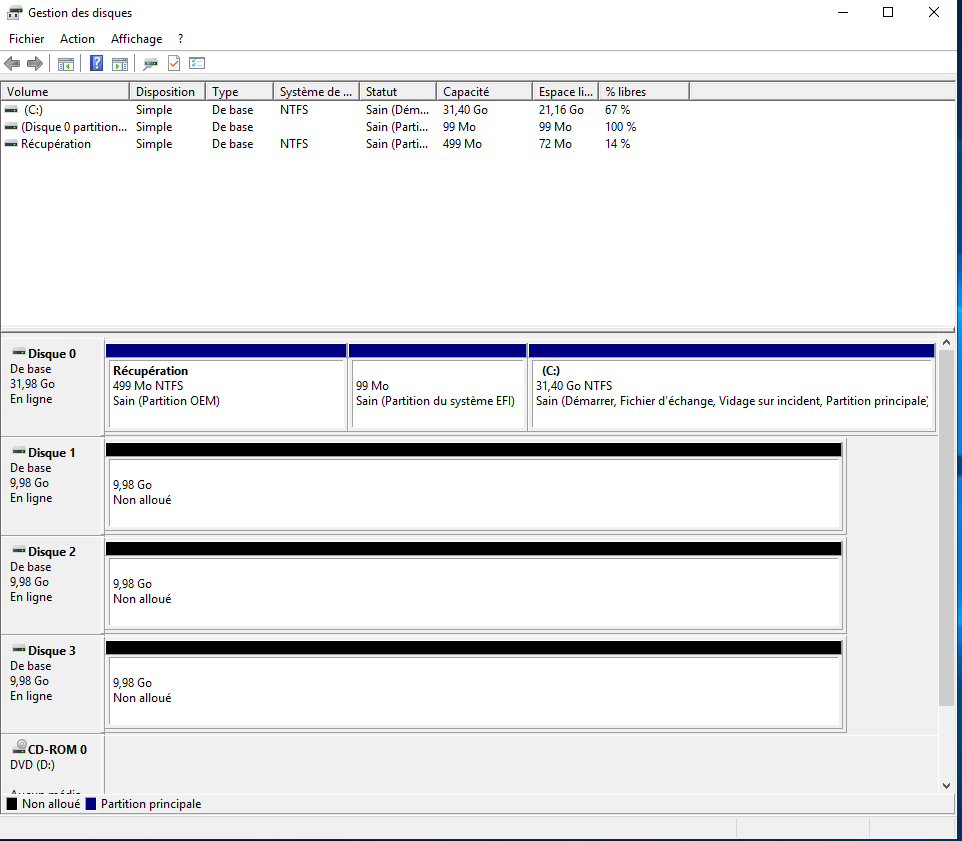 Gestion des disques
Fichier Action Affichage ?
Volume Disposition Type Système de ... Statut Capacité Espace li... % libres
(C:) Simple De base NTFS Sain (Dém... 31,40 Go 21,16 Go 67 %
(Disque 0 partition... Simple De base Sain (Parti... 99 Mo 99 Mo 100 %
Récupération Simple De base NTFS Sain (Parti... 499 Mo 72 Mo 14 %
Disque 0
De base
31,98 Go
En ligne
Récupération
499 Mo NTFS
Sain (Partition OEM)
99 Mo
Sain (Partition du système EFI)
(C:)
31,40 Go NTFS
Sain (Démarrer, Fichier d'échange, Vidage sur incident, Partition principale)
Disque 1
De base
9,98 Go
En ligne
9,98 Go
Non alloué
Disque 2
De base
9,98 Go
En ligne
9,98 Go
Non alloué
Disque 3
De base
9,98 Go
En ligne
9,98 Go
Non alloué
CD-ROM 0
DVD (D:)
Aucun média
Non alloué Partition principale